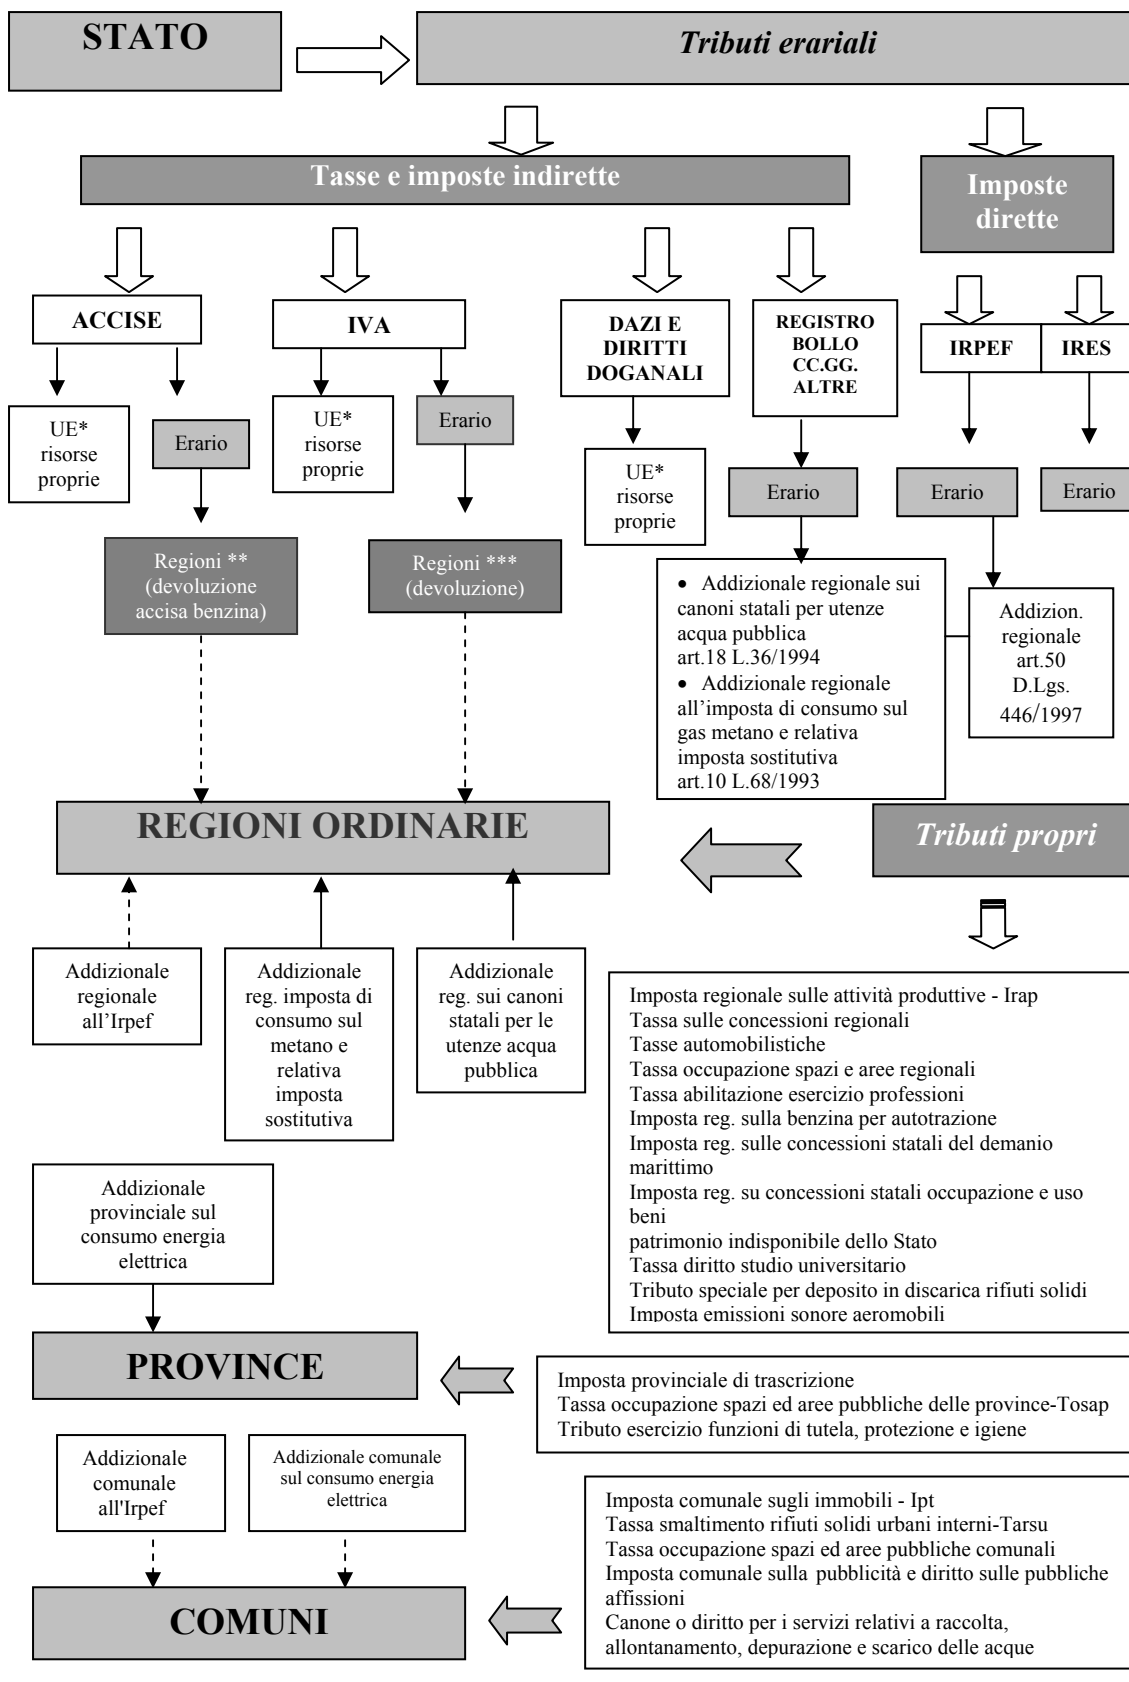 STATO
Tributi erariali
Tasse e imposte indirette
Imposte
dirette
ACCISE
IVA
DAZI E
DIRITTI
DOGANALI
REGISTRO
BOLLO
CC.GG.
ALTRE
IRPEF
IRES
UE*
risorse
proprie
Erario
UE*
risorse
proprie
Erario
UE*
risorse
proprie
Erario
Erario
Erario
Regioni **
(devoluzione
accisa benzina)
Regioni ***
(devoluzione)
• Addizionale regionale sui
canoni statali per utenze
acqua pubblica
art.18 L.36/1994
• Addizionale regionale
all’imposta di consumo sul
gas metano e relativa
imposta sostitutiva
art.10 L.68/1993
Addizion.
regionale
art.50
D.Lgs.
446/1997
REGIONI ORDINARIE
Tributi propri
Addizionale
regionale
all’Irpef
Addizionale
reg. imposta di
consumo sul
metano e
relativa
imposta
sostitutiva
Addizionale
reg. sui canoni
statali per le
utenze acqua
pubblica
Imposta regionale sulle attività produttive - Irap
Tassa sulle concessioni regionali
Tasse automobilistiche
Tassa occupazione spazi e aree regionali
Tassa abilitazione esercizio professioni
Imposta reg. sulla benzina per autotrazione
Imposta reg. sulle concessioni statali del demanio
marittimo
Imposta reg. su concessioni statali occupazione e uso
beni
patrimonio indisponibile dello Stato
Tassa diritto studio universitario
Tributo speciale per deposito in discarica rifiuti solidi
Imposta emissioni sonore aeromobili
Addizionale
provinciale sul
consumo energia
elettrica
PROVINCE
Imposta provinciale di trascrizione
Tassa occupazione spazi ed aree pubbliche delle province-Tosap
Tributo esercizio funzioni di tutela, protezione e igiene
Addizionale
comunale
all'Irpef
Addizionale comunale
sul consumo energia
elettrica
Imposta comunale sugli immobili - Ipt
Tassa smaltimento rifiuti solidi urbani interni-Tarsu
Tassa occupazione spazi ed aree pubbliche comunali
Imposta comunale sulla pubblicità e diritto sulle pubbliche
affissioni
Canone o diritto per i servizi relativi a raccolta,
allontanamento, depurazione e scarico delle acque
COMUNI